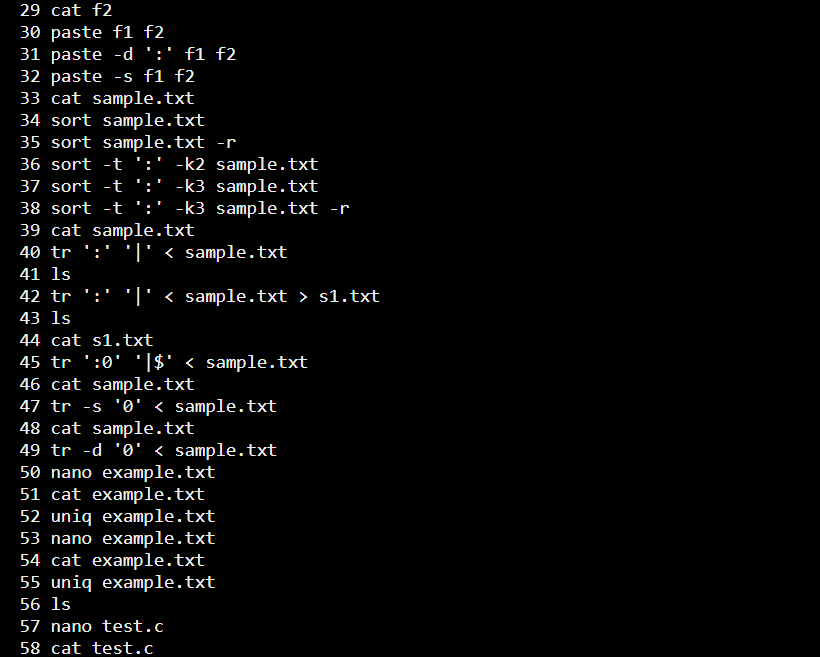 29 cat f2
30 paste f1 f2
31 paste -d ':' f1 f2
32 paste -s f1 f2
33 cat sample.txt
34 sort sample.txt
35 sort sample.txt -r
36 sort -t ':' -k2 sample.txt
37 sort -t ':' -k3 sample.txt
38 sort -t ':' -k3 sample.txt -r
39 cat sample.txt
40 tr ':' '|' < sample.txt
41 ls
42 tr ':' '|' < sample.txt > s1.txt
43 ls
44 cat s1.txt
45 tr ':0' '|$' < sample.txt
46 cat sample.txt
47 tr -s '0' < sample.txt
48 cat sample.txt
49 tr -d '0' < sample.txt
50 nano example.txt
51 cat example.txt
52 uniq example.txt
53 nano example.txt
54 cat example.txt
55 uniq example.txt
56 ls
57 nano test.c
58 cat test.c